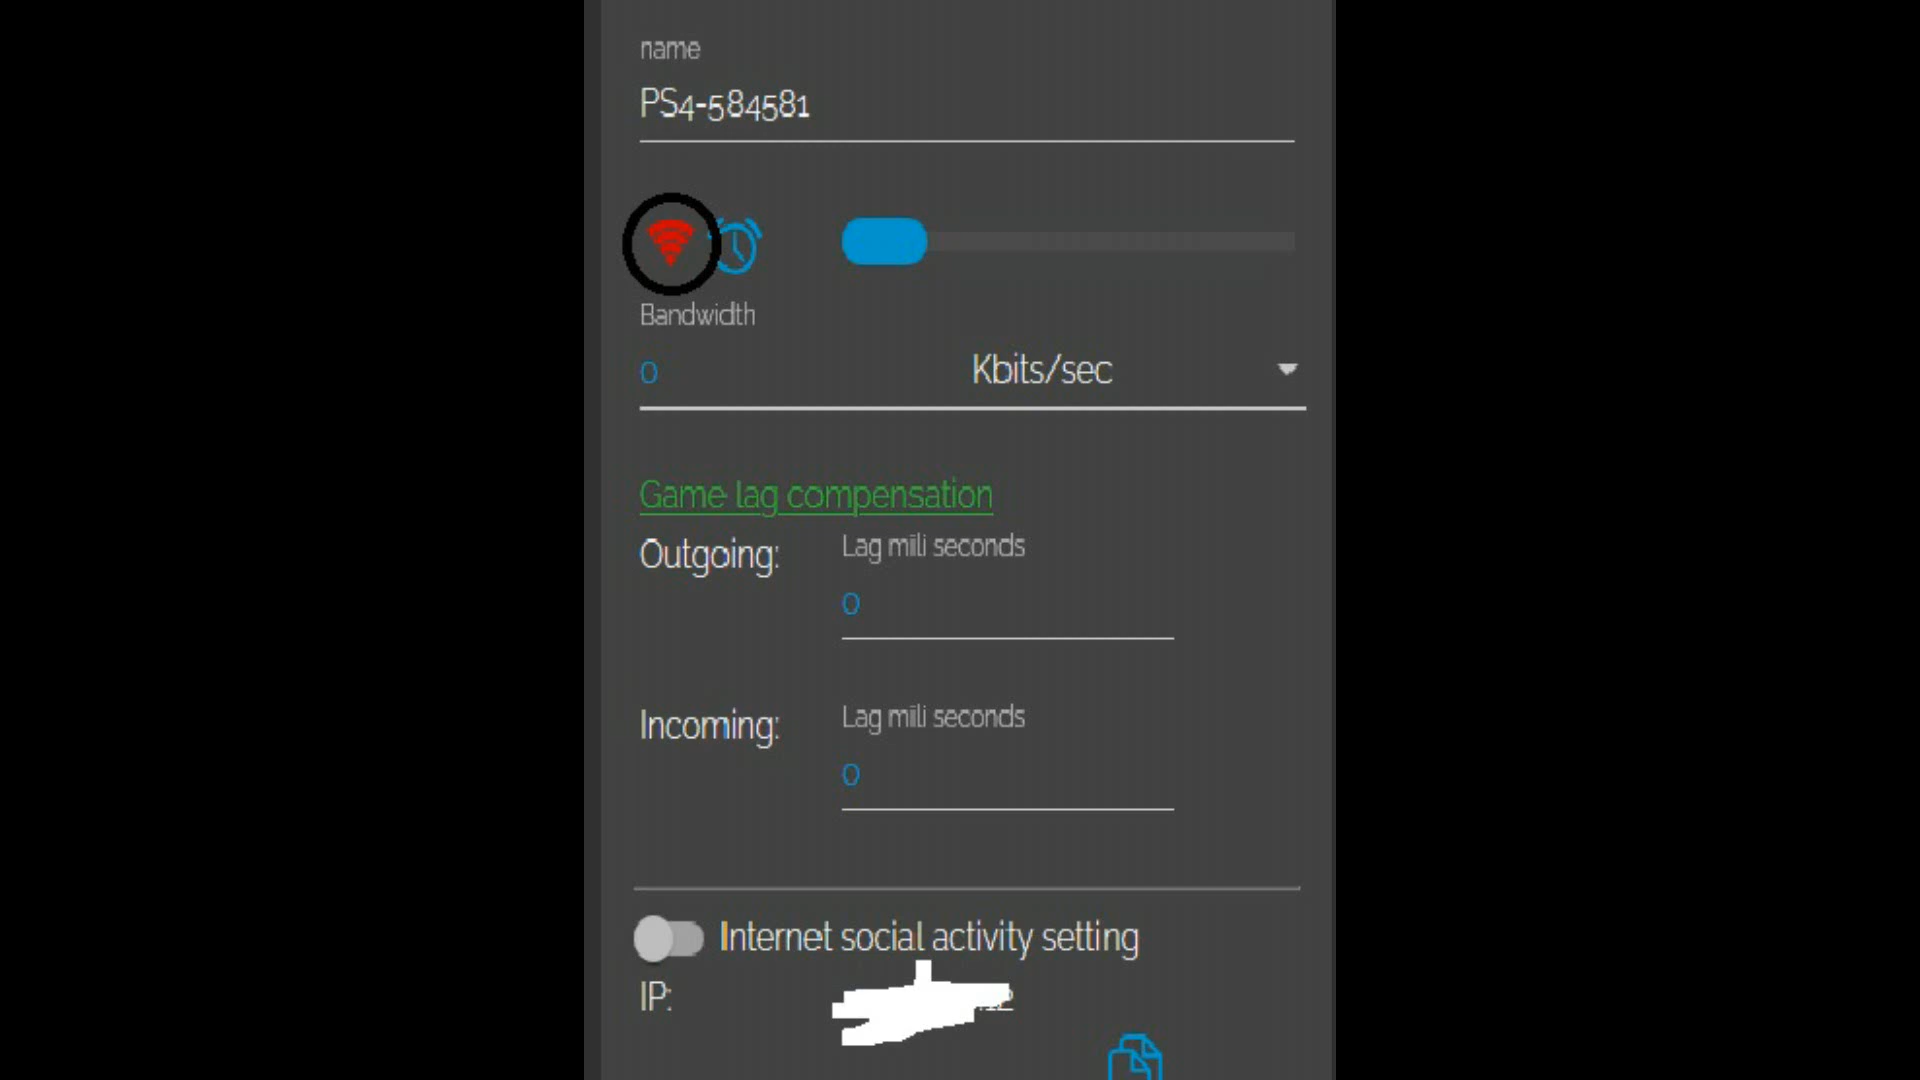 name
PS4-584581
Bandwidth
0 Kbits/sec
Game lag compensation
Outgoing: Lag mili seconds
0
Incoming: Lag mili seconds
0
Internet social activity setting
IP: .12